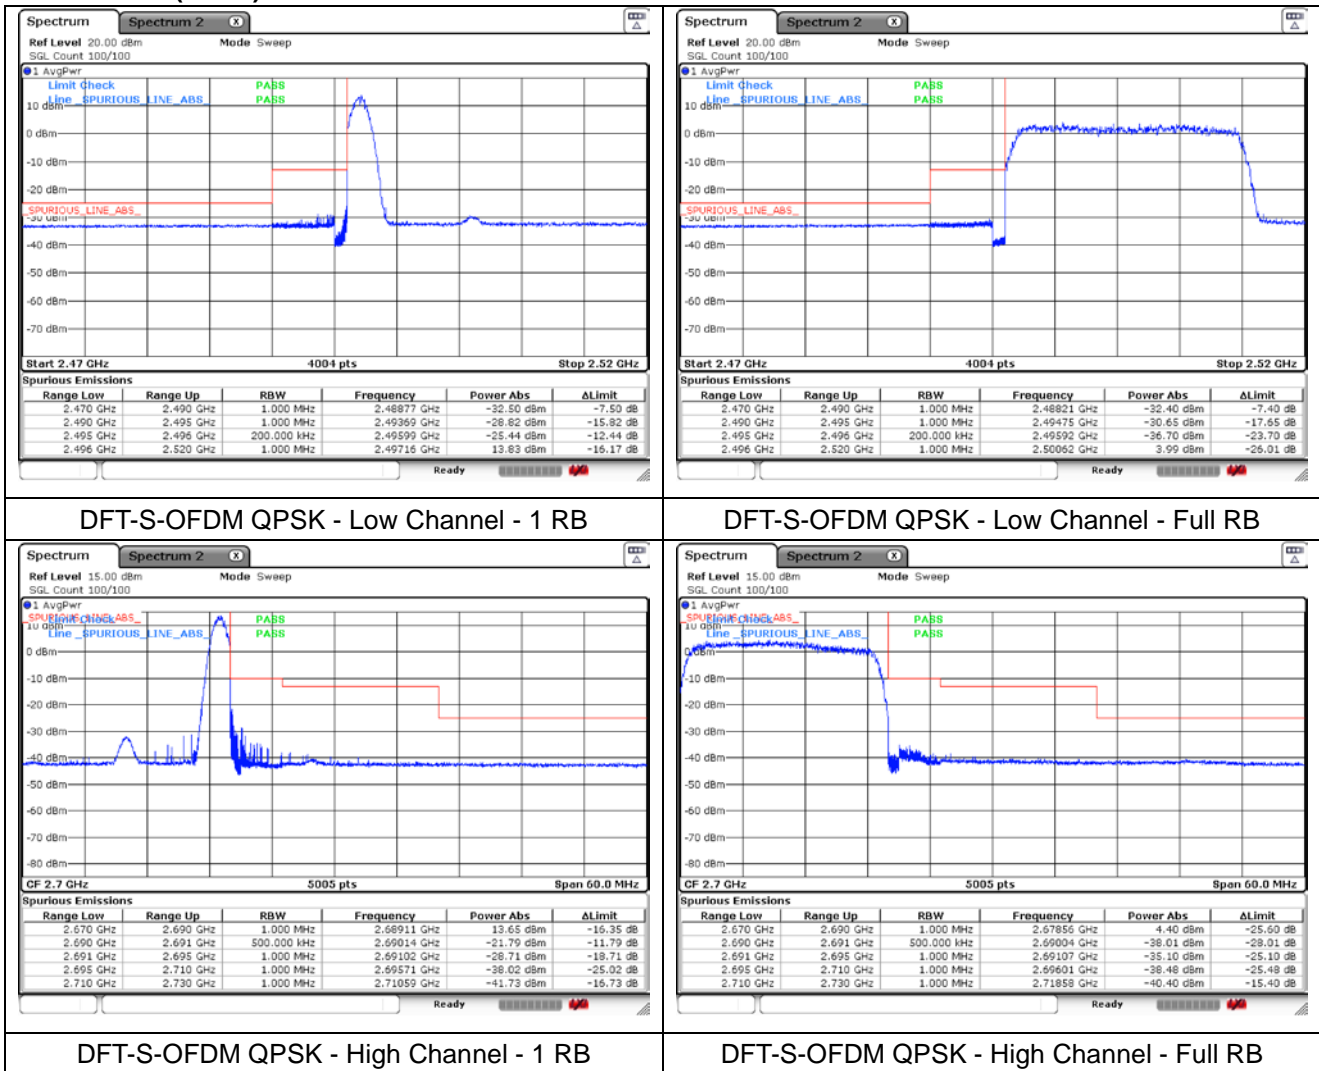 Spectrum Spectrum 2 X
Ref Level 20.00 dBm Mode Sweep
SGL Count 100/100
1 AvgPwr
Limit Check PASS
Line _SPURIOUS_LINE_ABS_ PASS
10 dBm
0 dBm
-10 dBm
-20 dBm
_SPURIOUS_LINE_ABS_
-30 dBm
-40 dBm
-50 dBm
-60 dBm
-70 dBm
Start 2.47 GHz 4004 pts Stop 2.52 GHz
Spurious Emissions
Range Low Range Up RBW Frequency Power Abs ΔLimit
2.470 GHz 2.490 GHz 1.000 MHz 2.48877 GHz -32.50 dBm -7.50 dB
2.490 GHz 2.495 GHz 1.000 MHz 2.49369 GHz -28.82 dBm -15.82 dB
2.495 GHz 2.496 GHz 200.000 kHz 2.49599 GHz -25.44 dBm -12.44 dB
2.496 GHz 2.520 GHz 1.000 MHz 2.49716 GHz 13.83 dBm -16.17 dB
Ready
DFT-S-OFDM QPSK - Low Channel - 1 RB
Spectrum Spectrum 2 X
Ref Level 20.00 dBm Mode Sweep
SGL Count 100/100
1 AvgPwr
Limit Check PASS
Line _SPURIOUS_LINE_ABS_ PASS
10 dBm
0 dBm
-10 dBm
-20 dBm
_SPURIOUS_LINE_ABS_
-30 dBm
-40 dBm
-50 dBm
-60 dBm
-70 dBm
Start 2.47 GHz 4004 pts Stop 2.52 GHz
Spurious Emissions
Range Low Range Up RBW Frequency Power Abs ΔLimit
2.470 GHz 2.490 GHz 1.000 MHz 2.48821 GHz -32.40 dBm -7.40 dB
2.490 GHz 2.495 GHz 1.000 MHz 2.49475 GHz -30.65 dBm -17.65 dB
2.495 GHz 2.496 GHz 200.000 kHz 2.49592 GHz -36.70 dBm -23.70 dB
2.496 GHz 2.520 GHz 1.000 MHz 2.50062 GHz 3.99 dBm -26.01 dB
Ready
DFT-S-OFDM QPSK - Low Channel - Full RB
Spectrum Spectrum 2 X
Ref Level 15.00 dBm Mode Sweep
SGL Count 100/100
1 AvgPwr
_SPURIOUS_LINE_ABS_
Limit Check PASS
10 dBm
Line _SPURIOUS_LINE_ABS_ PASS
0 dBm
-10 dBm
-20 dBm
-30 dBm
-40 dBm
-50 dBm
-60 dBm
-70 dBm
-80 dBm
CF 2.7 GHz 5005 pts Span 60.0 MHz
Spurious Emissions
Range Low Range Up RBW Frequency Power Abs ΔLimit
2.670 GHz 2.690 GHz 1.000 MHz 2.68911 GHz 13.65 dBm -16.35 dB
2.690 GHz 2.691 GHz 500.000 kHz 2.69014 GHz -21.79 dBm -11.79 dB
2.691 GHz 2.695 GHz 1.000 MHz 2.69102 GHz -28.71 dBm -18.71 dB
2.695 GHz 2.710 GHz 1.000 MHz 2.69571 GHz -38.02 dBm -25.02 dB
2.710 GHz 2.730 GHz 1.000 MHz 2.71059 GHz -41.73 dBm -16.73 dB
Ready
DFT-S-OFDM QPSK - High Channel - 1 RB
Spectrum Spectrum 2 X
Ref Level 15.00 dBm Mode Sweep
SGL Count 100/100
1 AvgPwr
_SPURIOUS_LINE_ABS_
Limit Check PASS
10 dBm
Line _SPURIOUS_LINE_ABS_ PASS
0 dBm
-10 dBm
-20 dBm
-30 dBm
-40 dBm
-50 dBm
-60 dBm
-70 dBm
-80 dBm
CF 2.7 GHz 5005 pts Span 60.0 MHz
Spurious Emissions
Range Low Range Up RBW Frequency Power Abs ΔLimit
2.670 GHz 2.690 GHz 1.000 MHz 2.67856 GHz 4.40 dBm -25.60 dB
2.690 GHz 2.691 GHz 500.000 kHz 2.69004 GHz -38.01 dBm -28.01 dB
2.691 GHz 2.695 GHz 1.000 MHz 2.69107 GHz -35.10 dBm -25.10 dB
2.695 GHz 2.710 GHz 1.000 MHz 2.69601 GHz -38.48 dBm -25.48 dB
2.710 GHz 2.730 GHz 1.000 MHz 2.71858 GHz -40.40 dBm -15.40 dB
Ready
DFT-S-OFDM QPSK - High Channel - Full RB